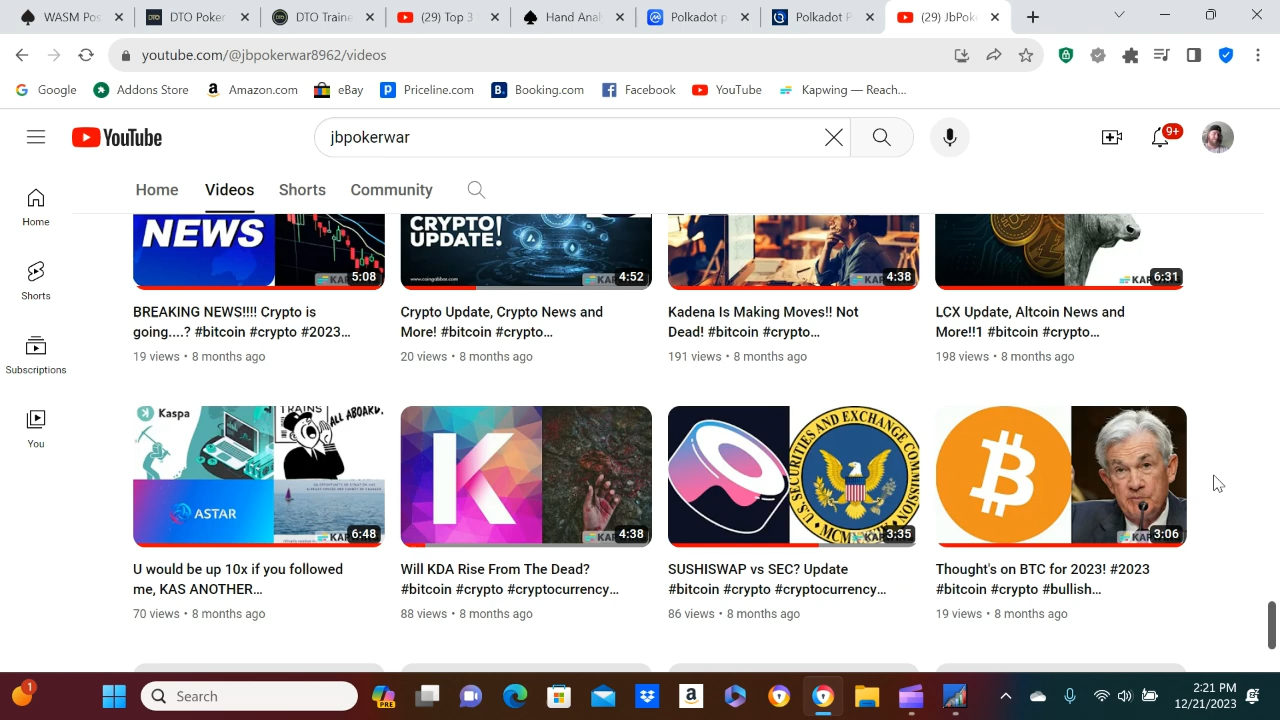 WASM Pos
DTO Poker
DTO Traine
(29) Top 3
Hand Anal
Polkadot p
Polkadot P
(29) JbPok
youtube.com/@jbpokerwar8962/videos
Google
Addons Store
Amazon.com
eBay
Priceline.com
Booking.com
Facebook
YouTube
Kapwing — Reach...
YouTube
jbpokerwar
9+
Home
Videos
Shorts
Community
Home
Shorts
Subscriptions
You
NEWS
5:08
CRYPTO
UPDATE!
www.coingabbar.com
4:52
4:38
6:31
BREAKING NEWS!!!! Crypto is
going....? #bitcoin #crypto #2023...
19 views • 8 months ago
Crypto Update, Crypto News and
More! #bitcoin #crypto...
20 views • 8 months ago
Kadena Is Making Moves!! Not
Dead! #bitcoin #crypto...
191 views • 8 months ago
LCX Update, Altcoin News and
More!!1 #bitcoin #crypto...
198 views • 8 months ago
Kaspa
TRAINS
ALL ABOARD.
ASTAR
6:48
K
4:38
SECURITIES AND EXCHANGE COMMISSION
3:35
3:06
U would be up 10x if you followed
me, KAS ANOTHER...
70 views • 8 months ago
Will KDA Rise From The Dead?
#bitcoin #crypto #cryptocurrency...
88 views • 8 months ago
SUSHISWAP vs SEC? Update
#bitcoin #crypto #cryptocurrency...
86 views • 8 months ago
Thought's on BTC for 2023! #2023
#bitcoin #crypto #bullish...
19 views • 8 months ago
1
Search
PRE
2:21 PM
12/21/2023